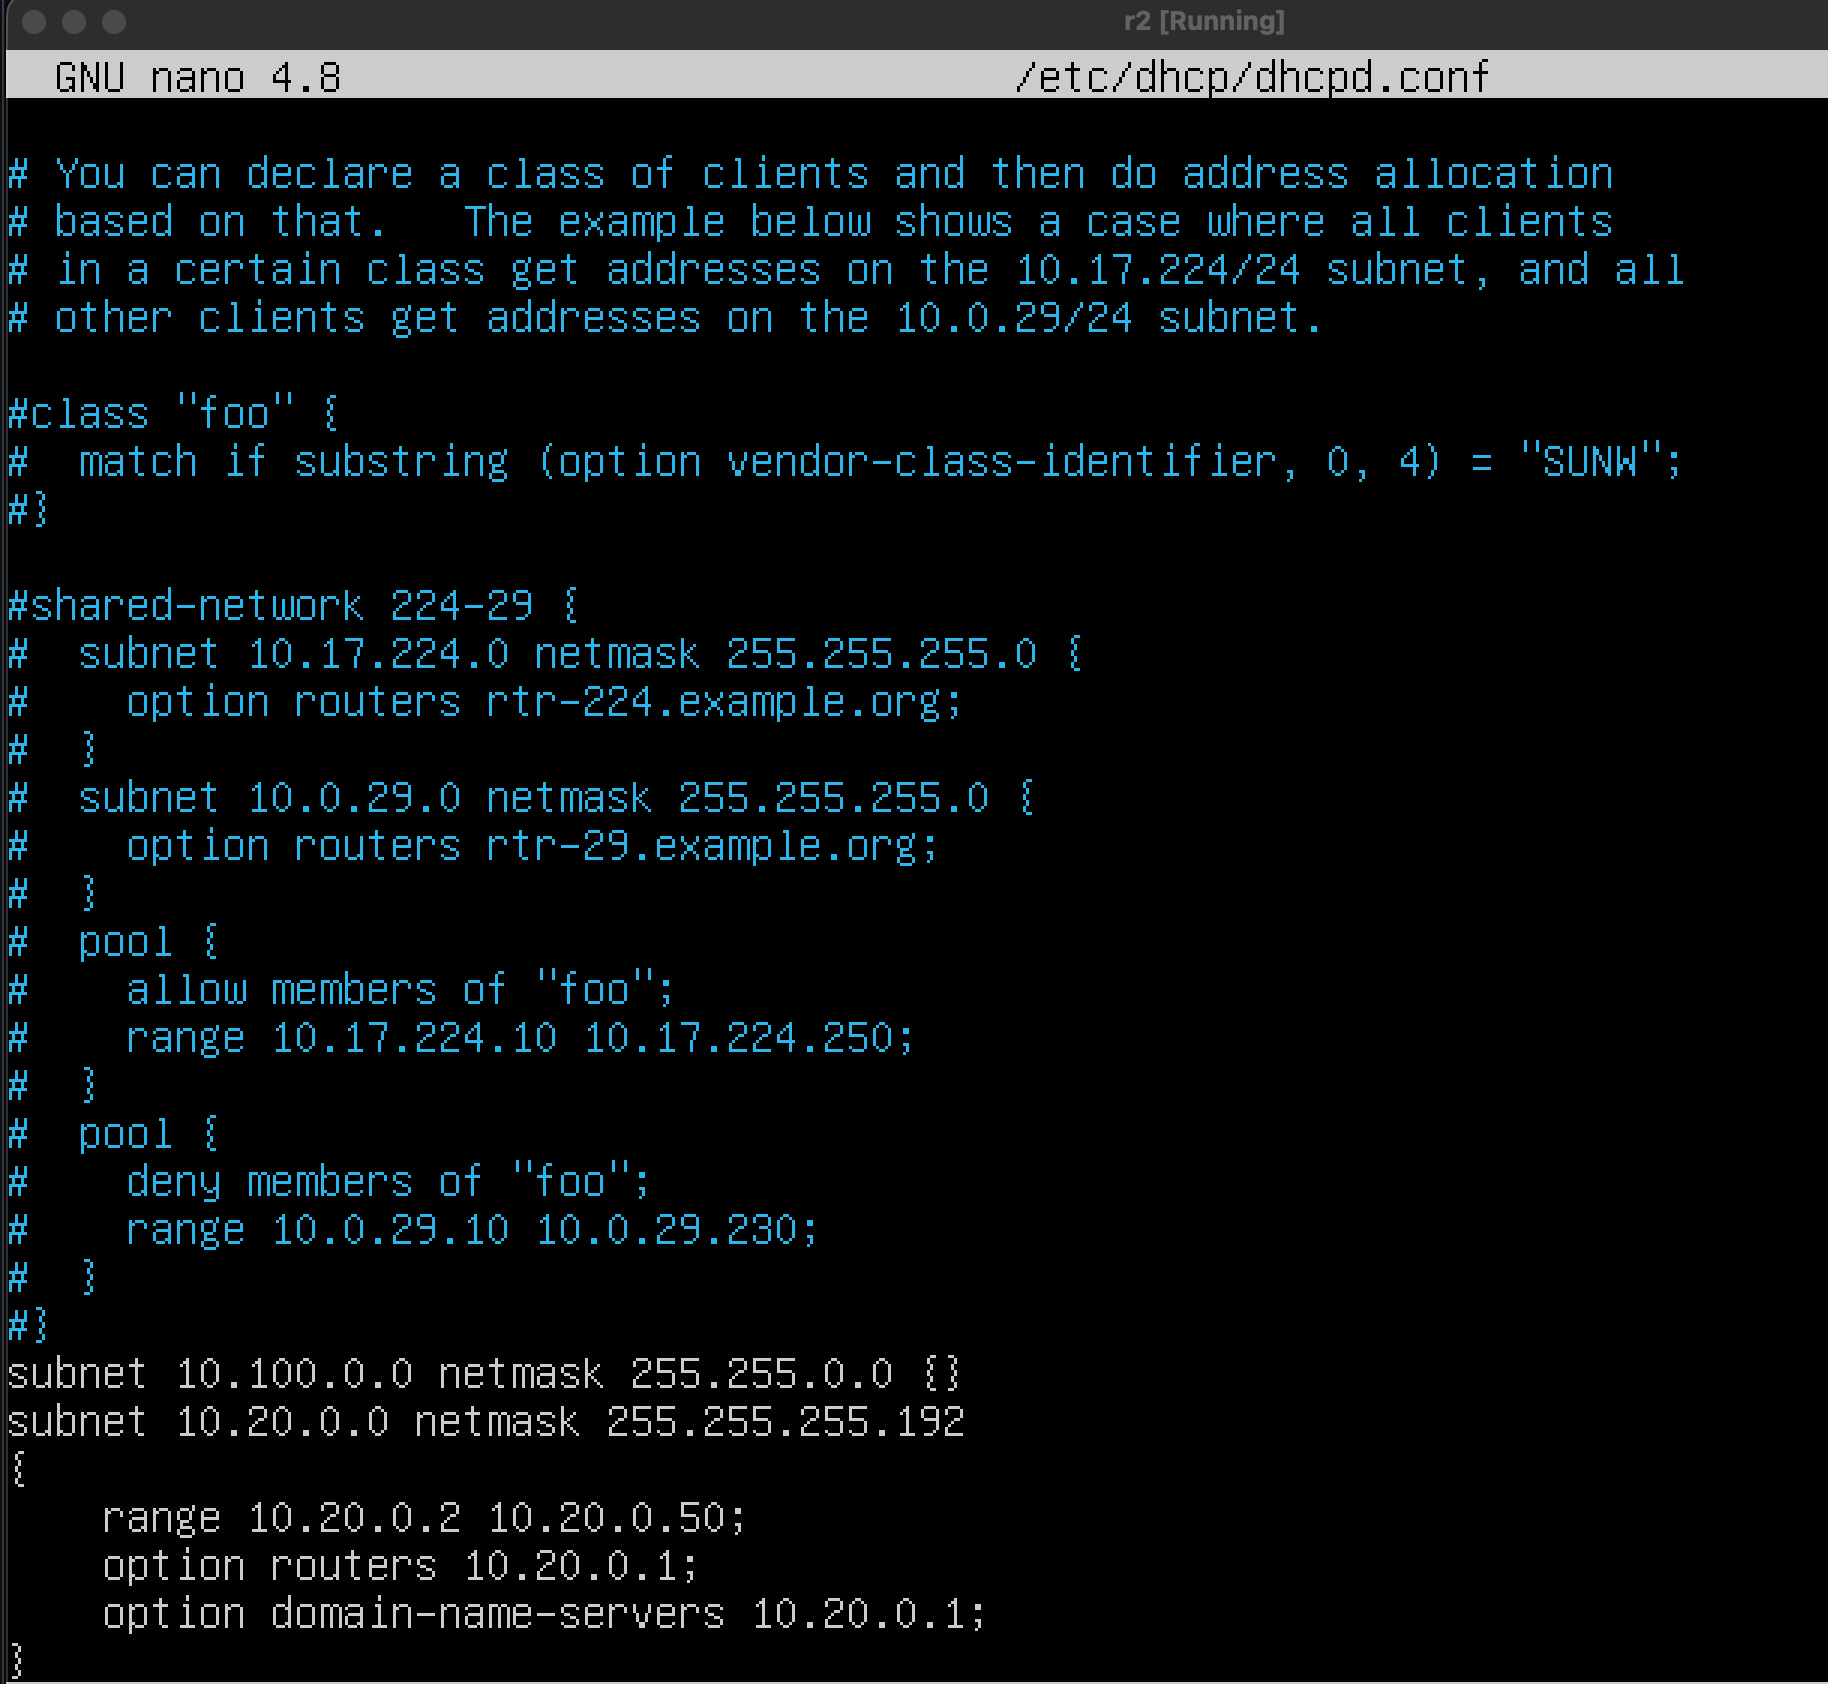 r2 [Running]
GNU nano 4.8 /etc/dhcp/dhcpd.conf
# You can declare a class of clients and then do address allocation
# based on that.   The example below shows a case where all clients
# in a certain class get addresses on the 10.17.224/24 subnet, and all
# other clients get addresses on the 10.0.29/24 subnet.
#class "foo" {
#  match if substring (option vendor-class-identifier, 0, 4) = "SUNW";
#}
#shared-network 224-29 {
#  subnet 10.17.224.0 netmask 255.255.255.0 {
#    option routers rtr-224.example.org;
#  }
#  subnet 10.0.29.0 netmask 255.255.255.0 {
#    option routers rtr-29.example.org;
#  }
#  pool {
#    allow members of "foo";
#    range 10.17.224.10 10.17.224.250;
#  }
#  pool {
#    deny members of "foo";
#    range 10.0.29.10 10.0.29.230;
#  }
#}
subnet 10.100.0.0 netmask 255.255.0.0 {}
subnet 10.20.0.0 netmask 255.255.255.192
{
    range 10.20.0.2 10.20.0.50;
    option routers 10.20.0.1;
    option domain-name-servers 10.20.0.1;
}